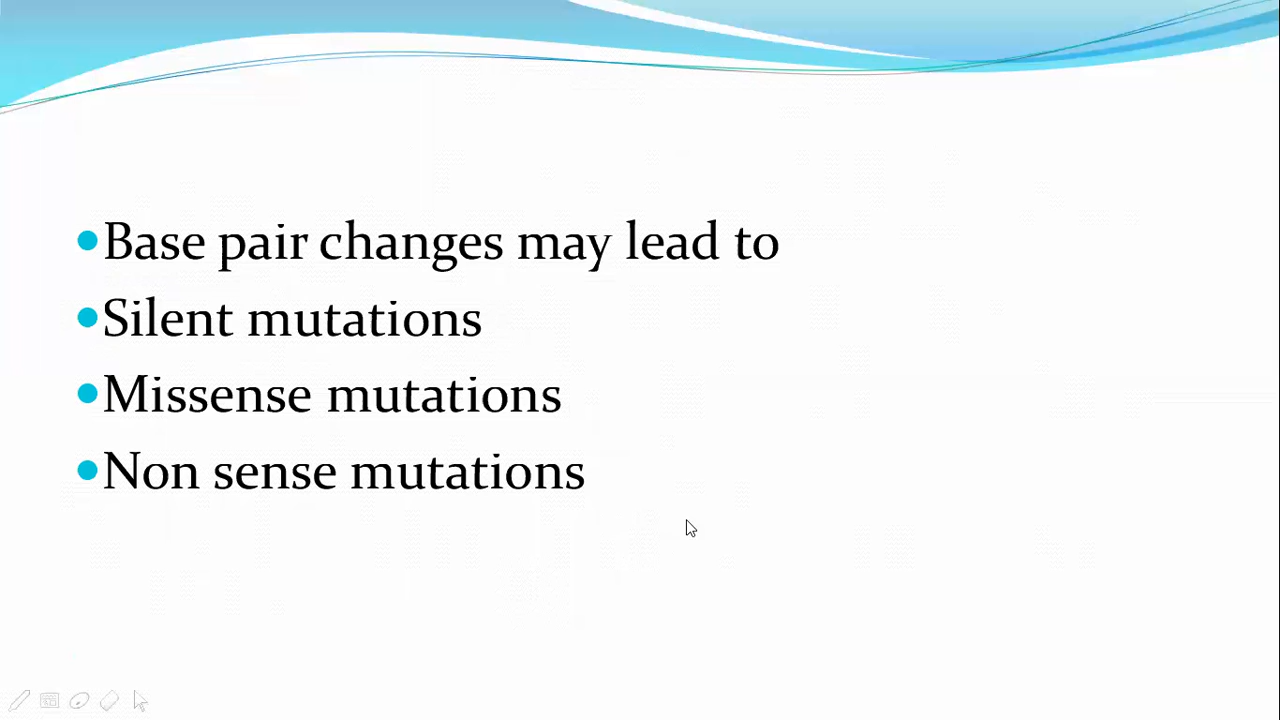 Base pair changes may lead to
Silent mutations
Missense mutations
Non sense mutations